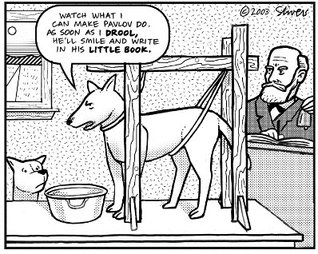 ©2003 Stivers
WATCH WHAT I
CAN MAKE PAVLOV DO.
AS SOON AS I DROOL,
HE'LL SMILE AND WRITE
IN HIS LITTLE BOOK.